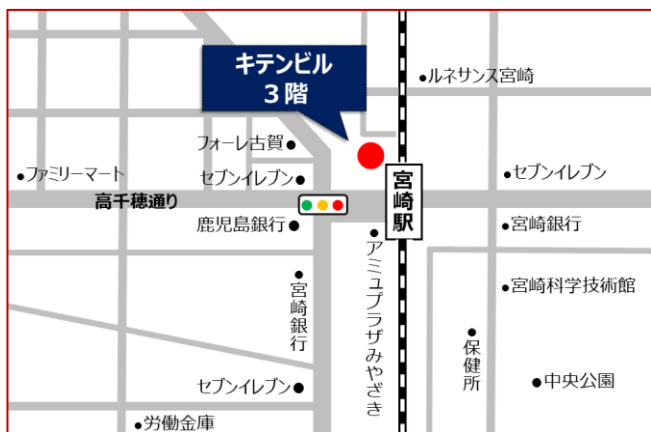 キテンビル
3階
ルネサンス宮崎
フォーレ古賀
ファミリーマート
セブンイレブン
セブンイレブン
高千穂通り
宮崎駅
鹿児島銀行
宮崎銀行
アミュプラザみやざき
宮崎銀行
宮崎科学技術館
保健所
中央公園
セブンイレブン
労働金庫